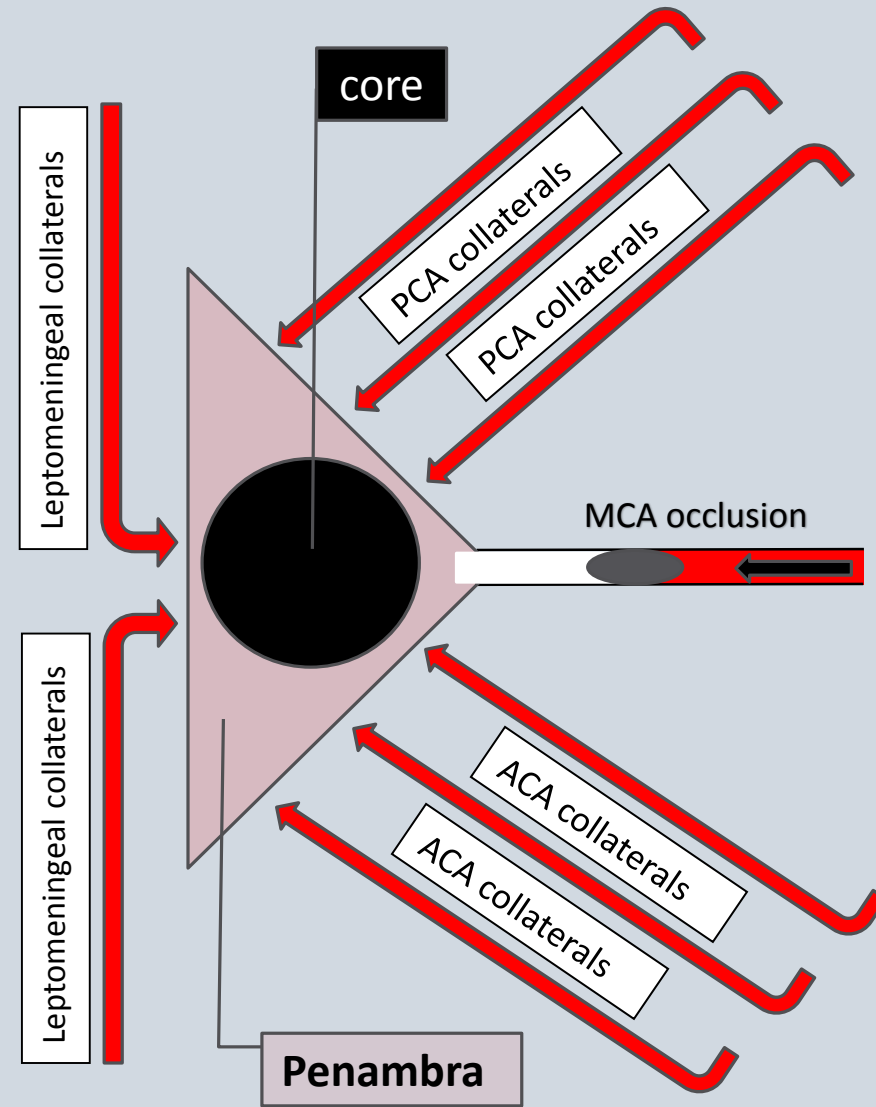 core
Leptomeningeal collaterals
PCA collaterals
PCA collaterals
MCA occlusion
Leptomeningeal collaterals
ACA collaterals
ACA collaterals
Penambra